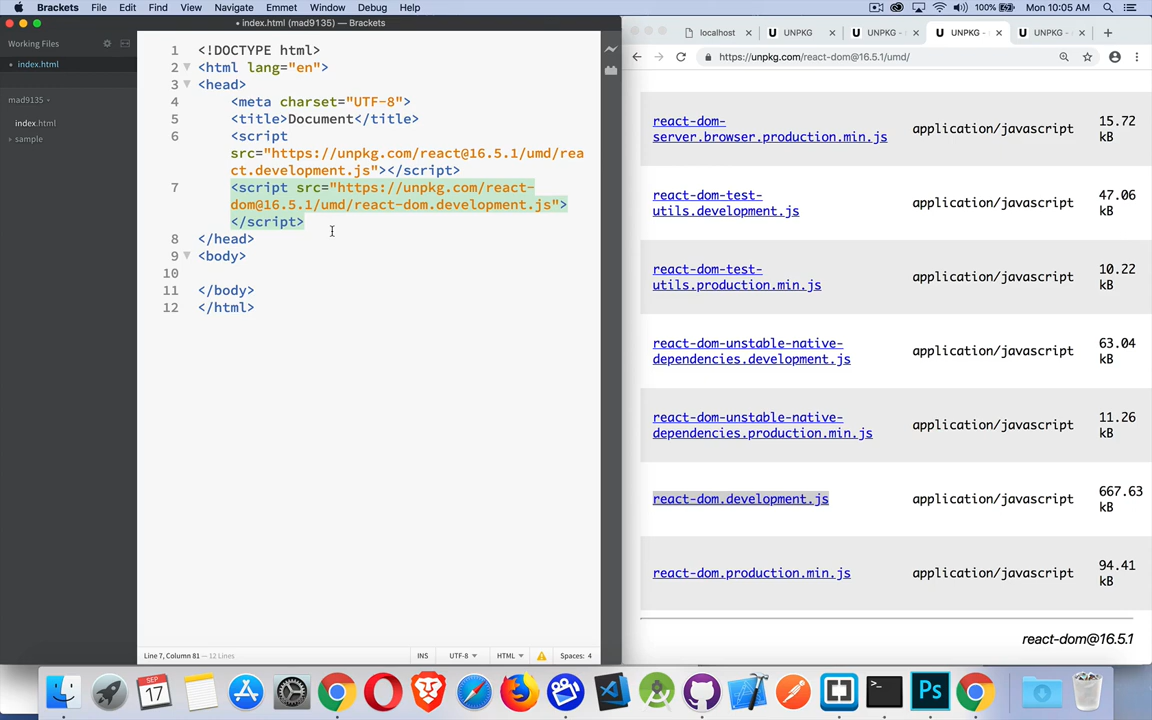 Brackets File Edit Find View Navigate Emmet Window Debug Help
100% Mon 10:05 AM
• index.html (mad9135) — Brackets
Working Files
• index.html
mad9135
index.html
sample
1 <!DOCTYPE html>
2 <html lang="en">
3 <head>
4 <meta charset="UTF-8">
5 <title>Document</title>
6 <script
src="https://unpkg.com/react@16.5.1/umd/rea
ct.development.js"></script>
7 <script src="https://unpkg.com/react-
dom@16.5.1/umd/react-dom.development.js">
</script>
8 </head>
9 <body>
10
11 </body>
12 </html>
Line 7, Column 81 — 12 Lines
INS UTF-8 HTML Spaces: 4
localhost × UNPKG × UNPKG - × UNPKG - × UNPKG - ×
https://unpkg.com/react-dom@16.5.1/umd/
react-dom-
server.browser.production.min.js
application/javascript
15.72
kB
react-dom-test-
utils.development.js
application/javascript
47.06
kB
react-dom-test-
utils.production.min.js
application/javascript
10.22
kB
react-dom-unstable-native-
dependencies.development.js
application/javascript
63.04
kB
react-dom-unstable-native-
dependencies.production.min.js
application/javascript
11.26
kB
react-dom.development.js
application/javascript
667.63
kB
react-dom.production.min.js
application/javascript
94.41
kB
react-dom@16.5.1
SEP
17
Ps